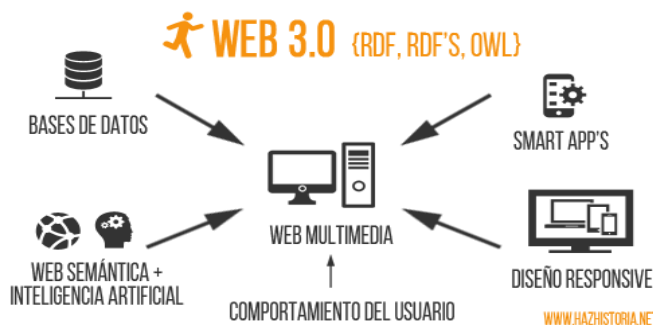 WEB 3.0 {RDF, RDF'S, OWL}
BASES DE DATOS
SMART APP'S
WEB MULTIMEDIA
WEB SEMÁNTICA +
INTELIGENCIA ARTIFICIAL
DISEÑO RESPONSIVE
COMPORTAMIENTO DEL USUARIO
WWW.HAZHISTORIA.NE